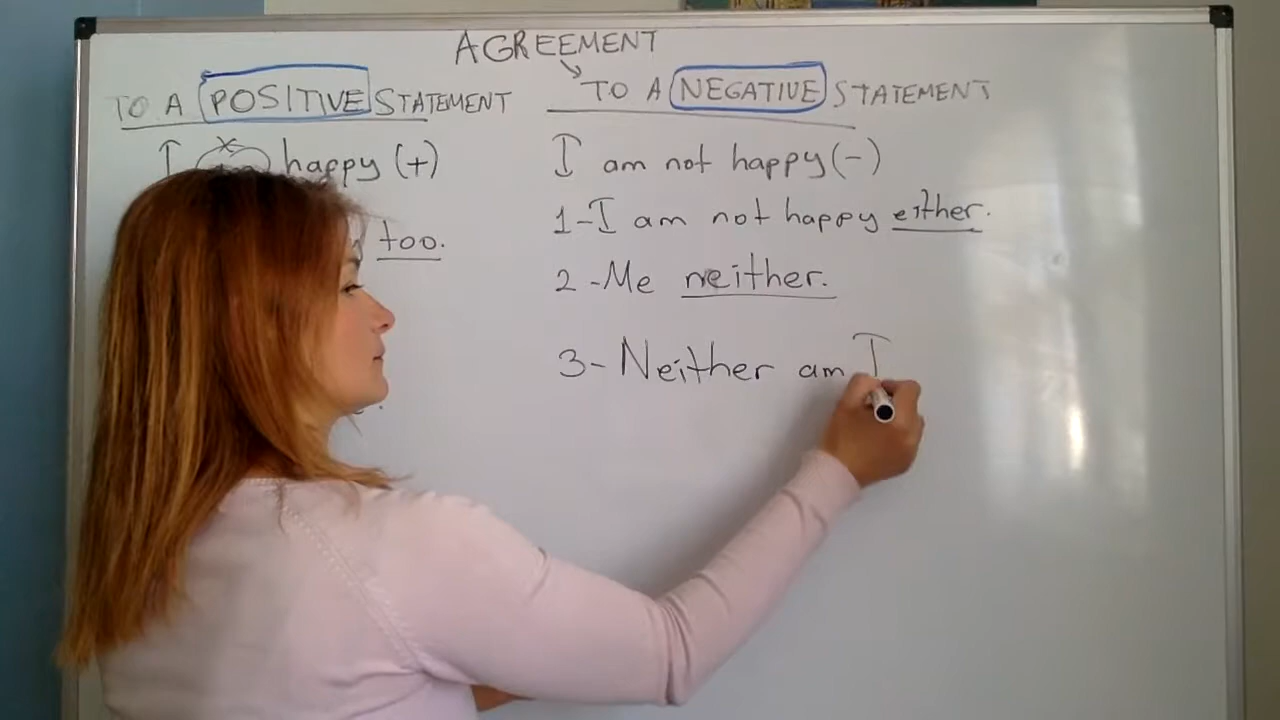 AGREEMENT
TO A POSITIVE STATEMENT
I happy (+)
too.
TO A NEGATIVE STATEMENT
I am not happy (-)
1-I am not happy either.
2-Me neither.
3-Neither am I